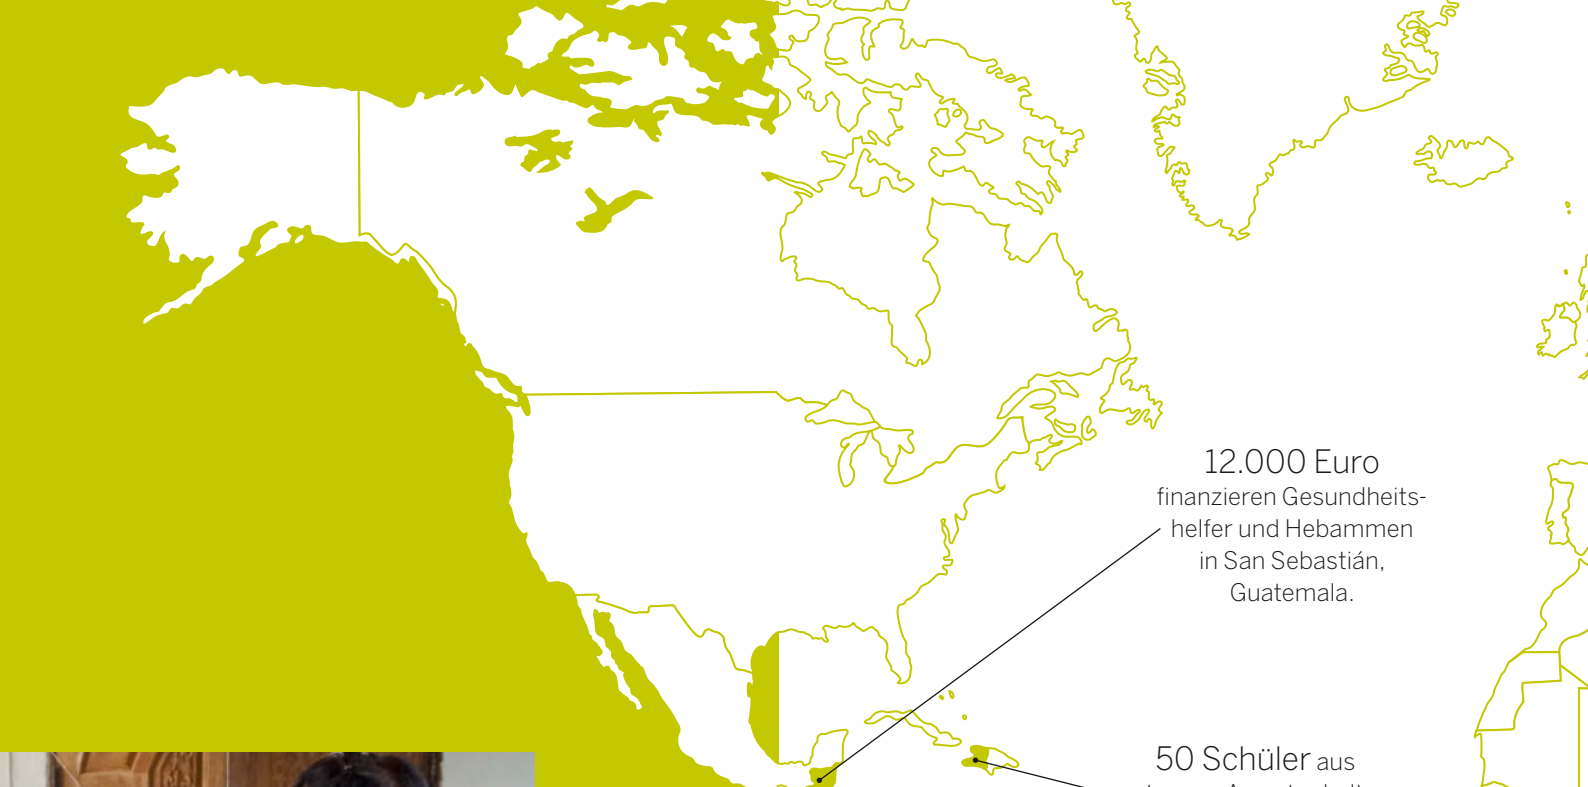 12.000 Euro
finanzieren Gesundheits-
helfer und Hebammen
in San Sebastián,
Guatemala.
50 Schüler aus